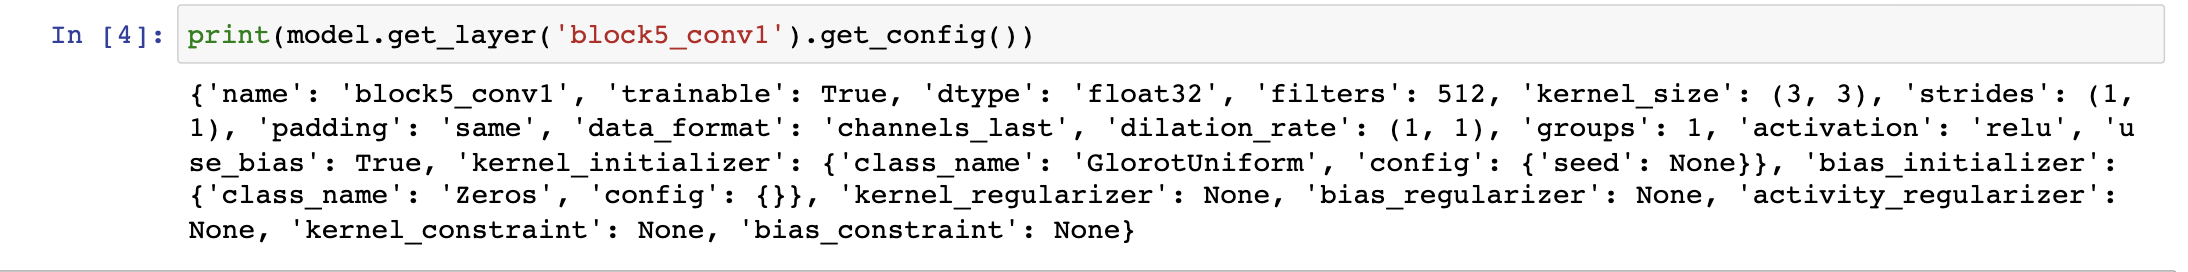 In [4]: print(model.get_layer('block5_conv1').get_config())
{'name': 'block5_conv1', 'trainable': True, 'dtype': 'float32', 'filters': 512, 'kernel_size': (3, 3), 'strides': (1,
1), 'padding': 'same', 'data_format': 'channels_last', 'dilation_rate': (1, 1), 'groups': 1, 'activation': 'relu', 'u
se_bias': True, 'kernel_initializer': {'class_name': 'GlorotUniform', 'config': {'seed': None}}, 'bias_initializer':
{'class_name': 'Zeros', 'config': {}}, 'kernel_regularizer': None, 'bias_regularizer': None, 'activity_regularizer':
None, 'kernel_constraint': None, 'bias_constraint': None}